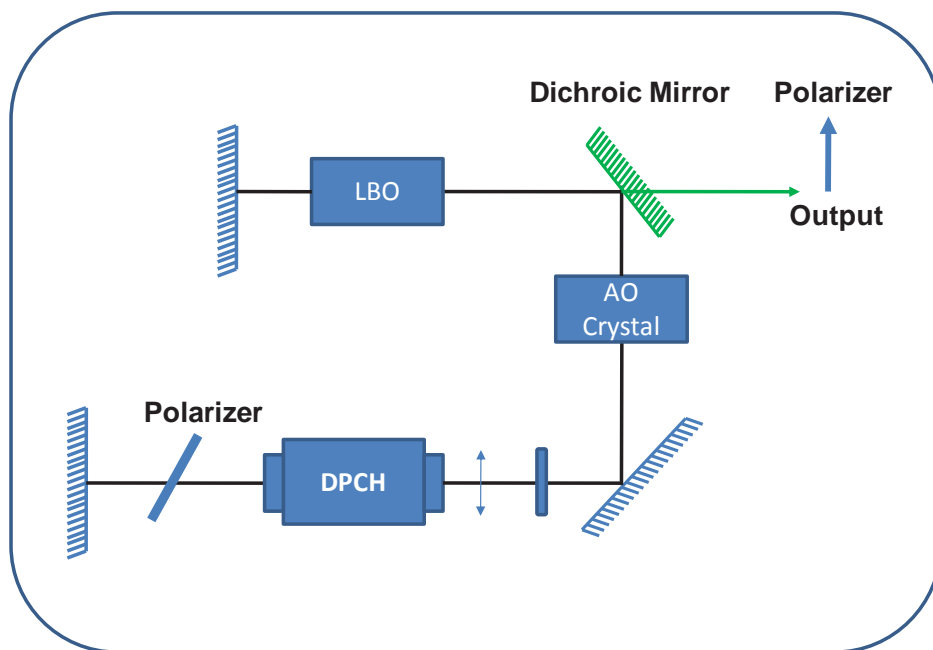 Dichroic Mirror
Polarizer
LBO
Output
AO
Crystal
Polarizer
DPCH